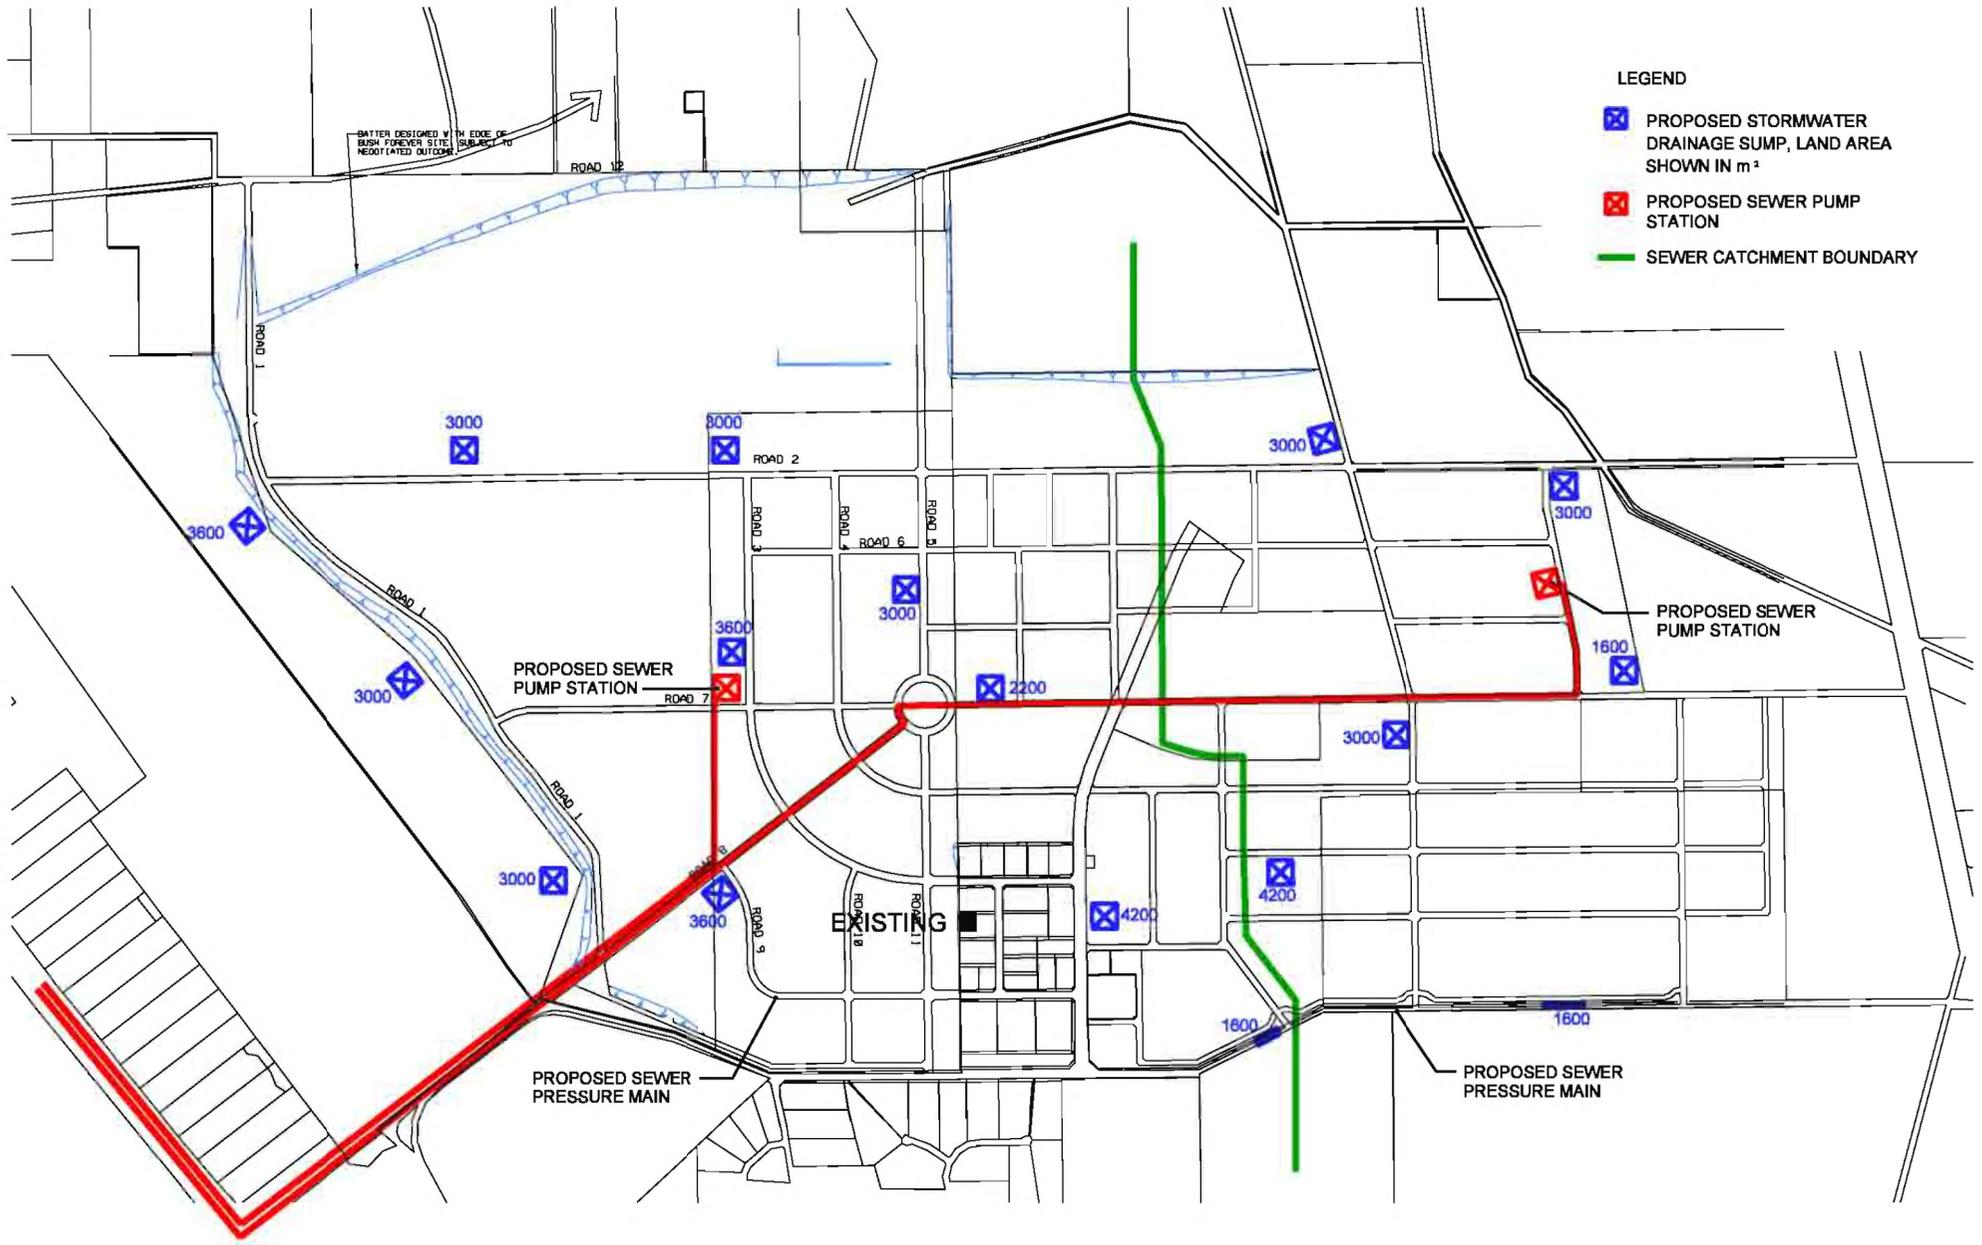 LEGEND
PROPOSED STORMWATER
DRAINAGE SUMP, LAND AREA
SHOWN IN m²
PROPOSED SEWER PUMP
STATION
SEWER CATCHMENT BOUNDARY
BATTER DESIGNED WITH EDGE OF
BUSH FOREVER SITE, SUBJECT TO
NEGOTIATED OUTCOME.
ROAD 12
ROAD 1
3000
3000
ROAD 2
3000
3000
3600
ROAD 3
ROAD 4
ROAD 5
ROAD 6
3000
ROAD 1
3600
PROPOSED SEWER
PUMP STATION
ROAD 7
3000
2200
PROPOSED SEWER
PUMP STATION
1600
3000
ROAD 1
ROAD 8
3000
3600
ROAD 9
ROAD 10
ROAD 11
EXISTING
4200
4200
1600
1600
PROPOSED SEWER
PRESSURE MAIN
PROPOSED SEWER
PRESSURE MAIN